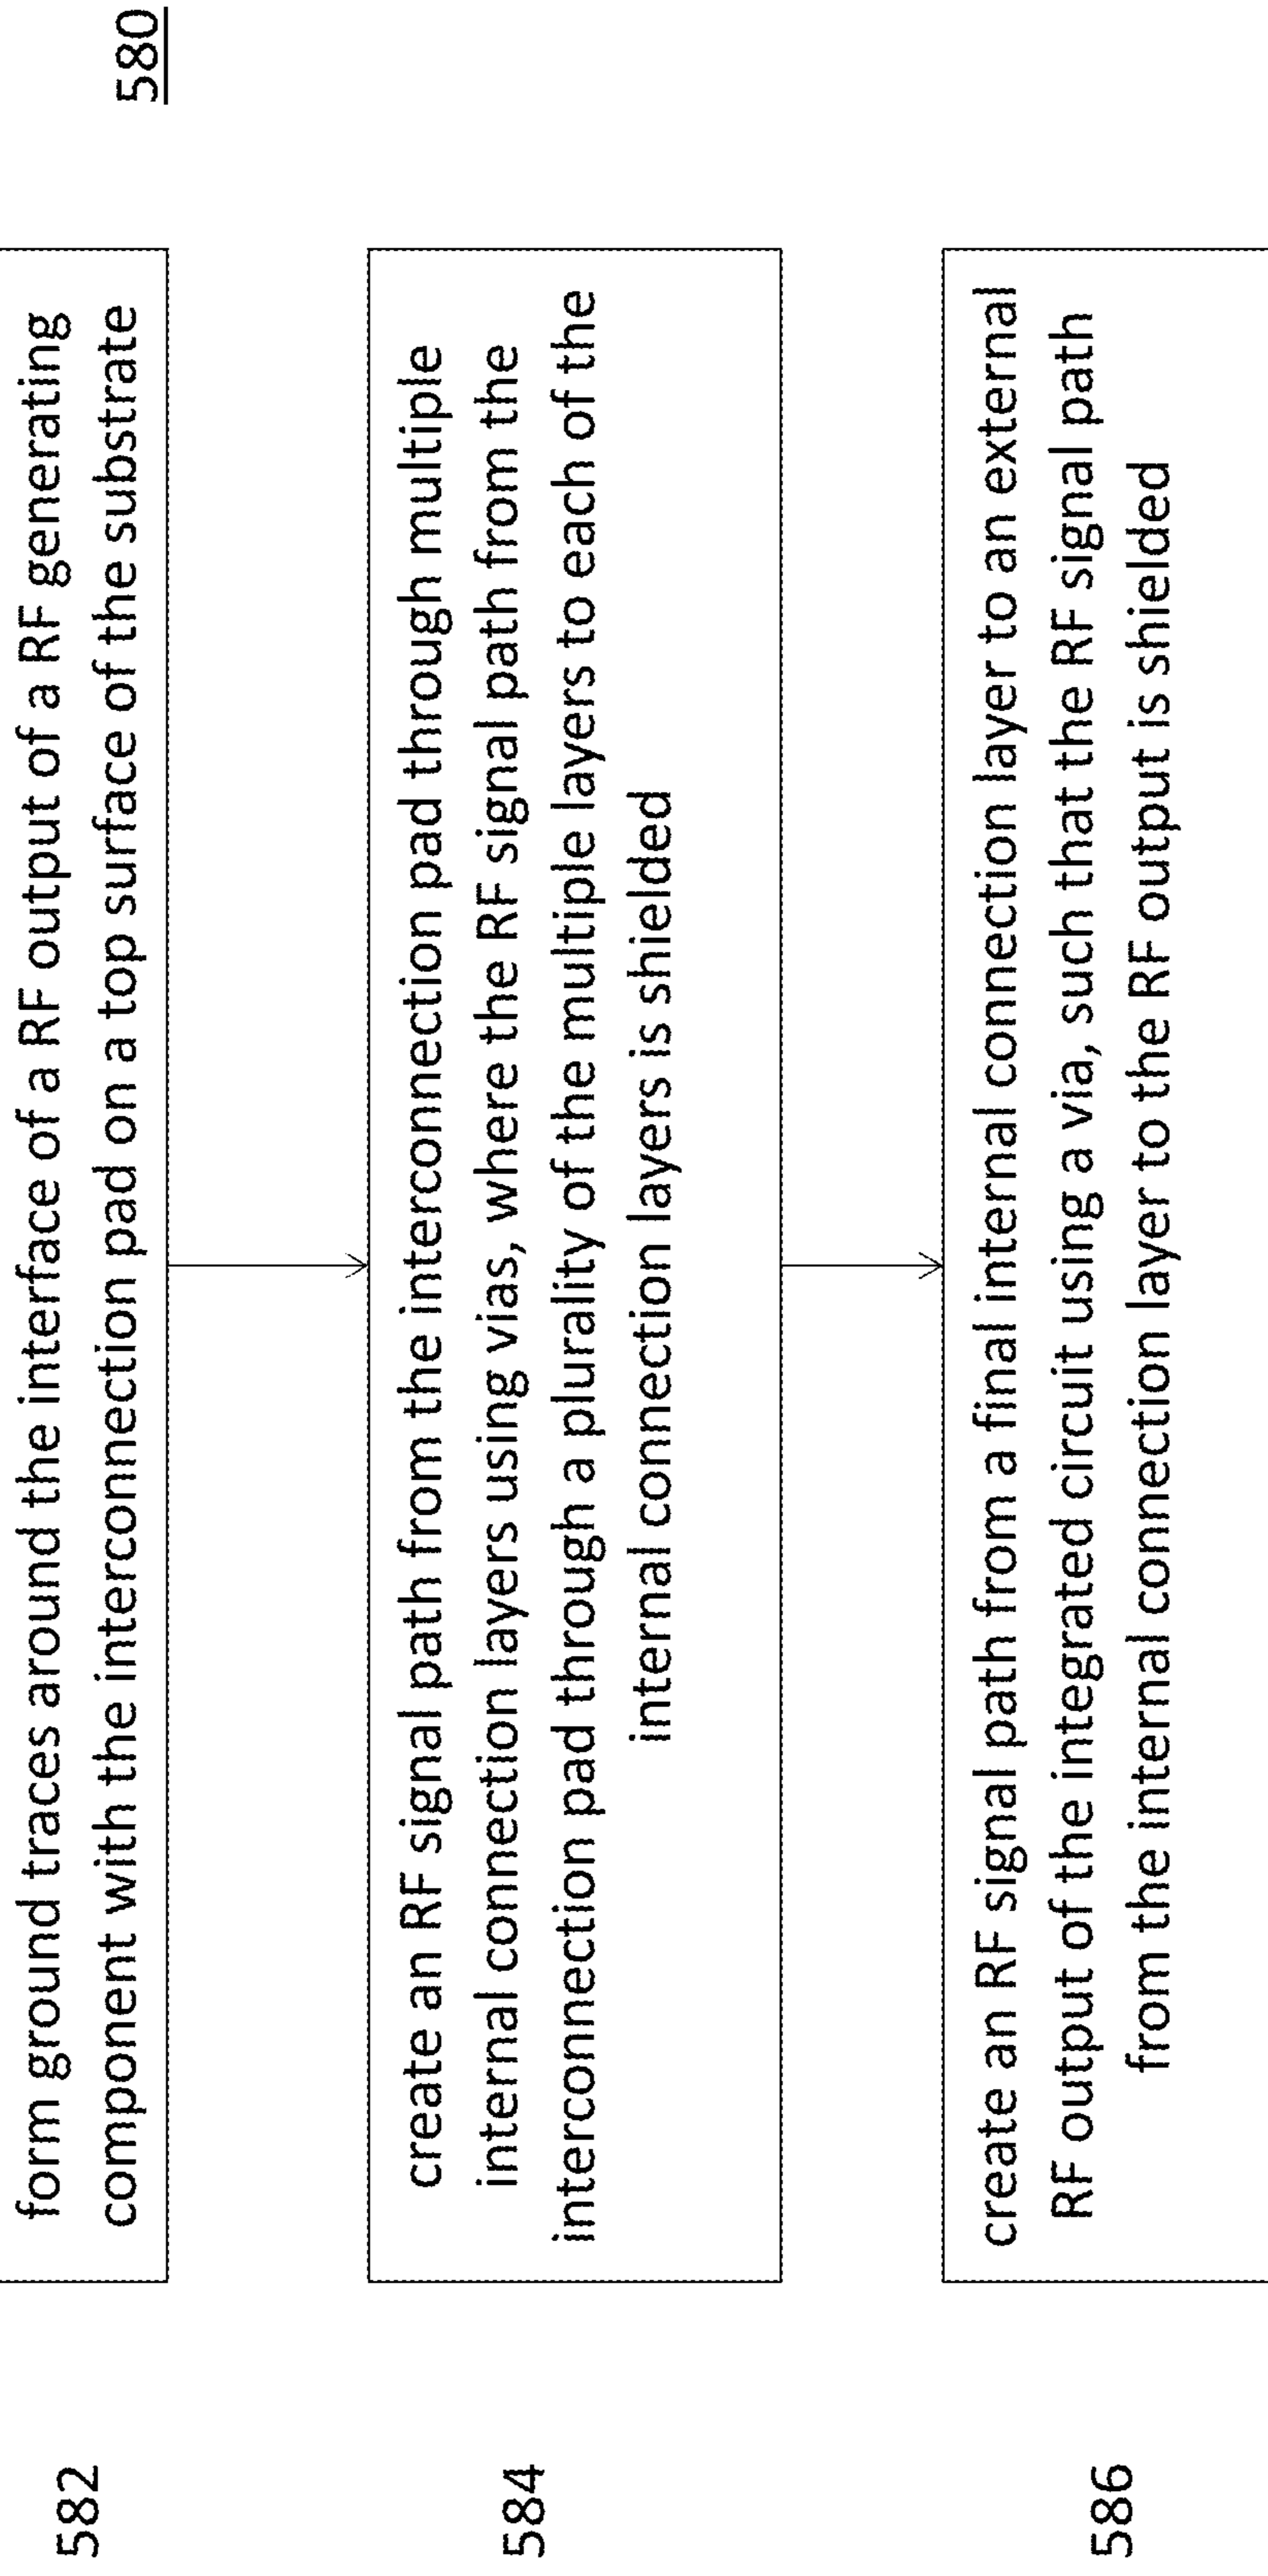 580
582
form ground traces around the interface of a RF output of a RF generating
component with the interconnection pad on a top surface of the substrate
584
create an RF signal path from the interconnection pad through multiple
internal connection layers using vias, where the RF signal path from the
interconnection pad through a plurality of the multiple layers to each of the
internal connection layers is shielded
586
create an RF signal path from a final internal connection layer to an external
RF output of the integrated circuit using a via, such that the RF signal path
from the internal connection layer to the RF output is shielded